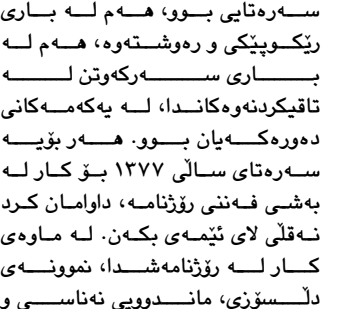 سەرەتایی بوو، هەم لە باری
رێکوپێکی و رەوشتەوە، هەم لە
باری سەرکەوتن لە
تاقیکردنەوەکاندا، لە یەکەمەکانی
دەورەکەیان بوو. هەر بۆیە
سەرەتای ساڵی ١٣٧٧ بۆ کار لە
بەشی فەننی رۆژنامە، داوامان کرد
نەقڵی لای ئێمەی بکەن. لە ماوەی
کار لە رۆژنامەشدا، نموونەی
دڵسۆزی، ماندوویی نەناسی و